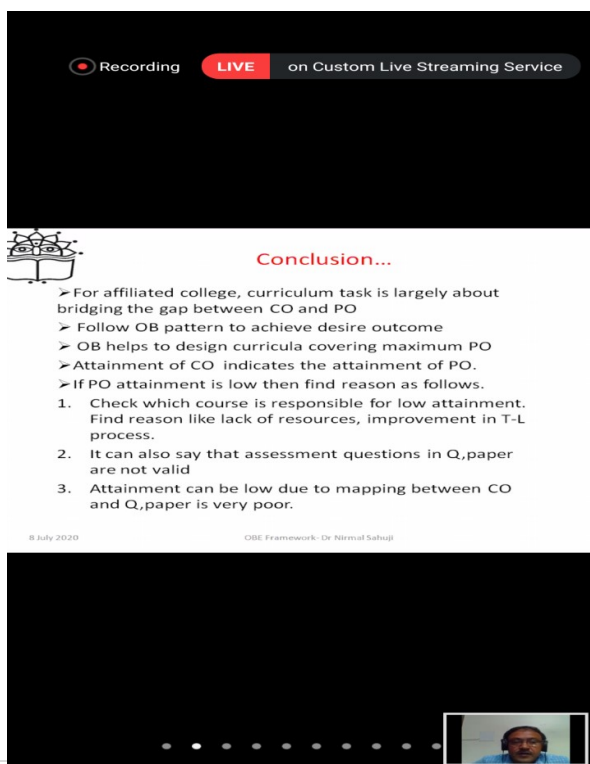 Recording LIVE on Custom Live Streaming Service
Conclusion...
➢For affiliated college, curriculum task is largely about
bridging the gap between CO and PO
➢ Follow OB pattern to achieve desire outcome
➢ OB helps to design curricula covering maximum PO
➢Attainment of CO indicates the attainment of PO.
➢If PO attainment is low then find reason as follows.
1. Check which course is responsible for low attainment.
Find reason like lack of resources, improvement in T-L
process.
2. It can also say that assessment questions in Q,paper
are not valid
3. Attainment can be low due to mapping between CO
and Q,paper is very poor.
8 July 2020 OBE Framework- Dr Nirmal Sahuji